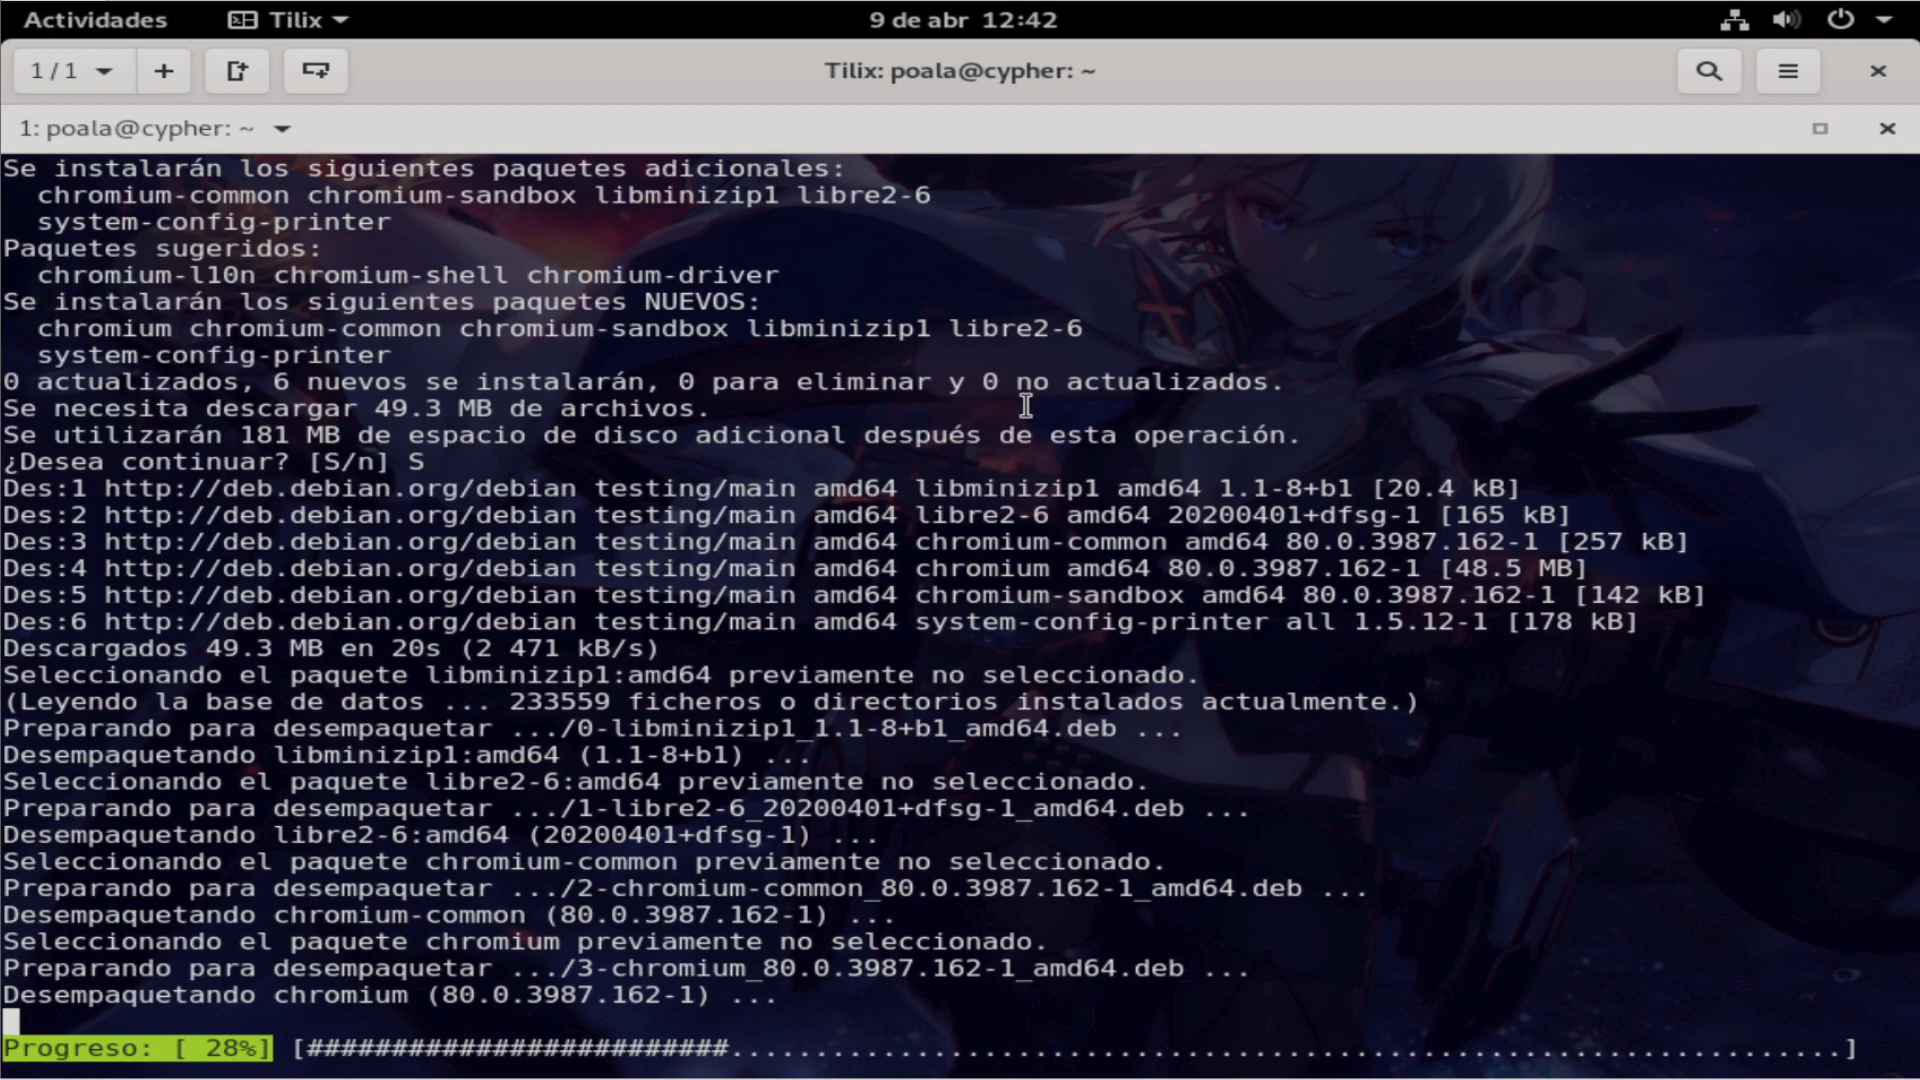 Actividades Tilix 9 de abr 12:42
1 / 1 Tilix: poala@cypher: ~
1: poala@cypher: ~
Se instalarán los siguientes paquetes adicionales:
chromium-common chromium-sandbox libminizip1 libre2-6
system-config-printer
Paquetes sugeridos:
chromium-l10n chromium-shell chromium-driver
Se instalarán los siguientes paquetes NUEVOS:
chromium chromium-common chromium-sandbox libminizip1 libre2-6
system-config-printer
0 actualizados, 6 nuevos se instalarán, 0 para eliminar y 0 no actualizados.
Se necesita descargar 49.3 MB de archivos.
Se utilizarán 181 MB de espacio de disco adicional después de esta operación.
¿Desea continuar? [S/n] S
Des:1 http://deb.debian.org/debian testing/main amd64 libminizip1 amd64 1.1-8+b1 [20.4 kB]
Des:2 http://deb.debian.org/debian testing/main amd64 libre2-6 amd64 20200401+dfsg-1 [165 kB]
Des:3 http://deb.debian.org/debian testing/main amd64 chromium-common amd64 80.0.3987.162-1 [257 kB]
Des:4 http://deb.debian.org/debian testing/main amd64 chromium amd64 80.0.3987.162-1 [48.5 MB]
Des:5 http://deb.debian.org/debian testing/main amd64 chromium-sandbox amd64 80.0.3987.162-1 [142 kB]
Des:6 http://deb.debian.org/debian testing/main amd64 system-config-printer all 1.5.12-1 [178 kB]
Descargados 49.3 MB en 20s (2 471 kB/s)
Seleccionando el paquete libminizip1:amd64 previamente no seleccionado.
(Leyendo la base de datos ... 233559 ficheros o directorios instalados actualmente.)
Preparando para desempaquetar .../0-libminizip1_1.1-8+b1_amd64.deb ...
Desempaquetando libminizip1:amd64 (1.1-8+b1) ...
Seleccionando el paquete libre2-6:amd64 previamente no seleccionado.
Preparando para desempaquetar .../1-libre2-6_20200401+dfsg-1_amd64.deb ...
Desempaquetando libre2-6:amd64 (20200401+dfsg-1) ...
Seleccionando el paquete chromium-common previamente no seleccionado.
Preparando para desempaquetar .../2-chromium-common_80.0.3987.162-1_amd64.deb ...
Desempaquetando chromium-common (80.0.3987.162-1) ...
Seleccionando el paquete chromium previamente no seleccionado.
Preparando para desempaquetar .../3-chromium_80.0.3987.162-1_amd64.deb ...
Desempaquetando chromium (80.0.3987.162-1) ...
Progreso: [ 28%] [#########################..................................................................]